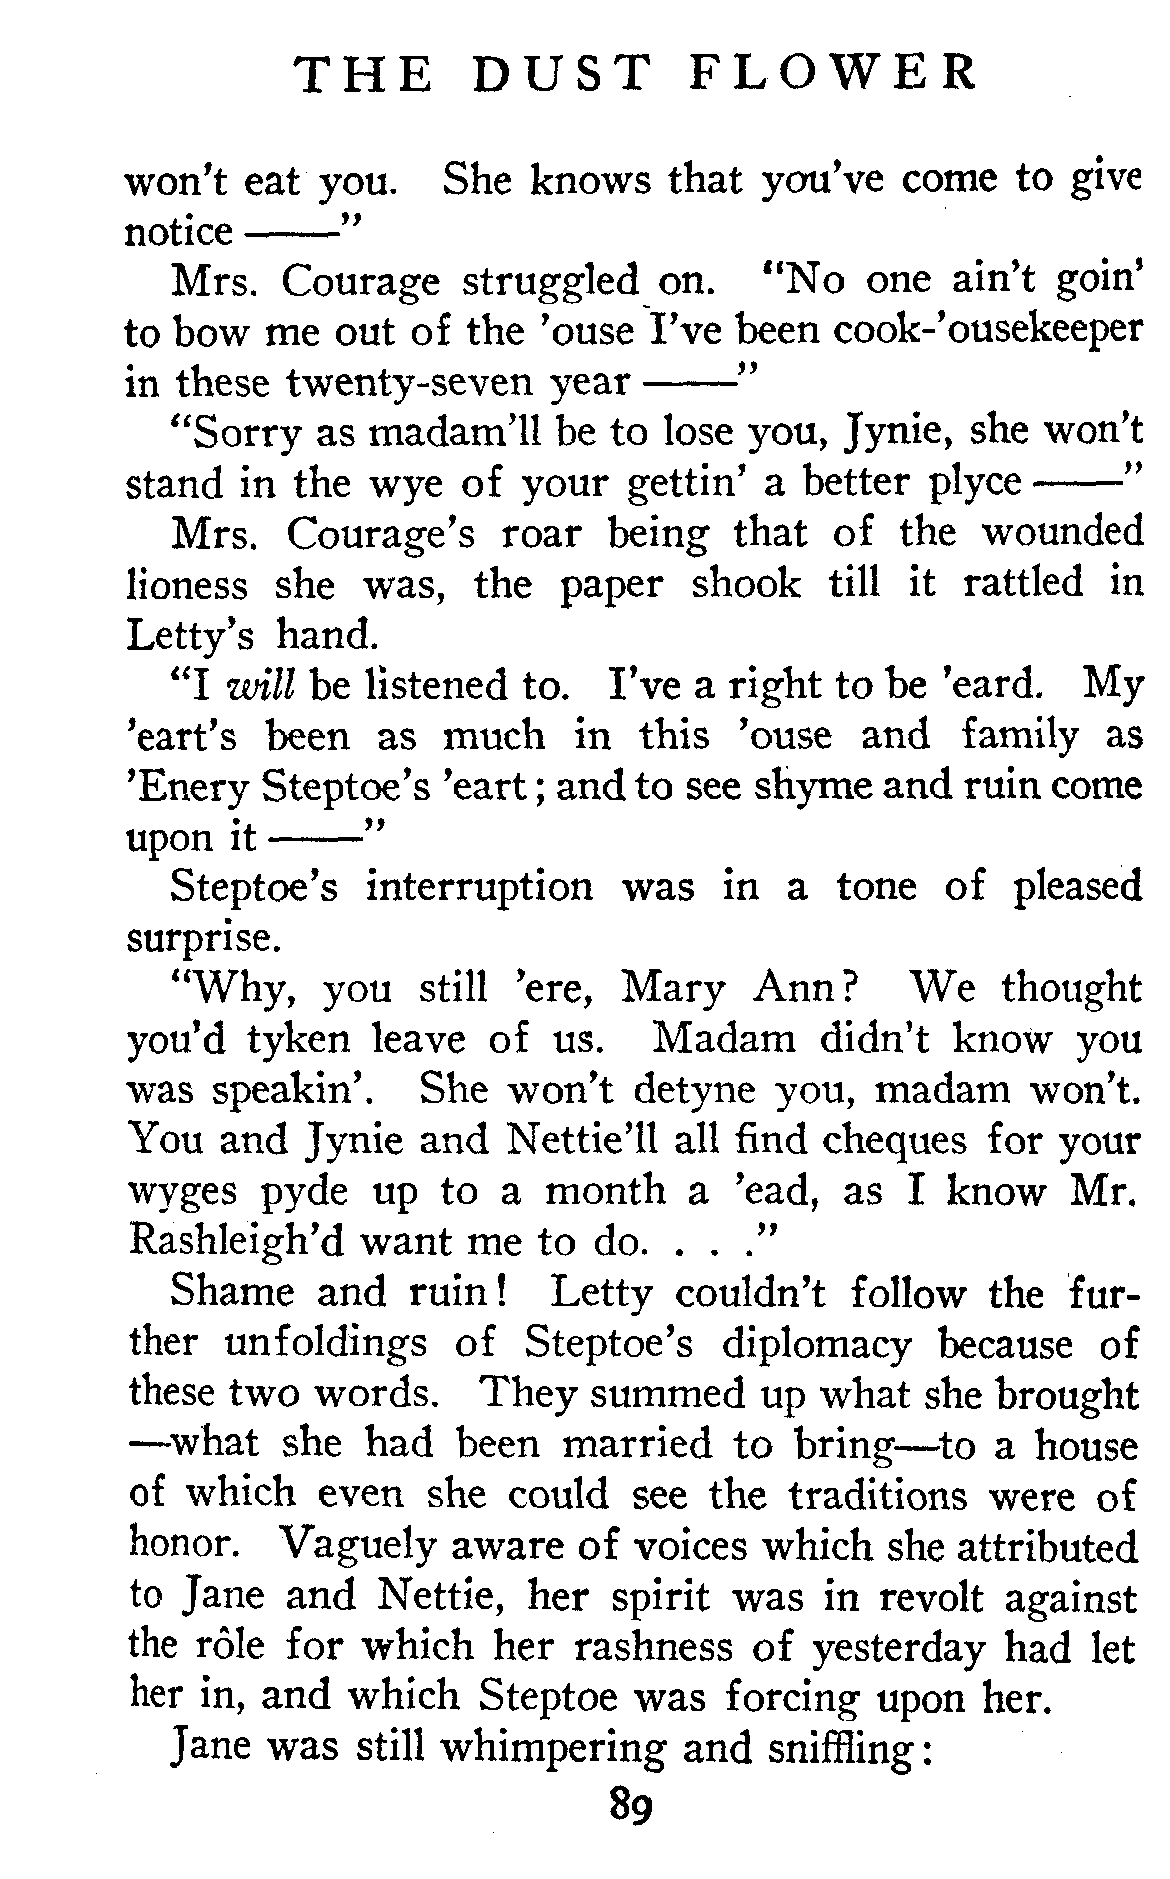 THE DUST FLOWER
won't eat you. She knows that you've come to give
notice ——"
Mrs. Courage struggled on. "No one ain't goin'
to bow me out of the 'ouse I've been cook-'ousekeeper
in these twenty-seven year ——"
"Sorry as madam'll be to lose you, Jynie, she won't
stand in the wye of your gettin' a better plyce ——"
Mrs. Courage's roar being that of the wounded
lioness she was, the paper shook till it rattled in
Letty's hand.
"I will be listened to. I've a right to be 'eard. My
'eart's been as much in this 'ouse and family as
'Enery Steptoe's 'eart; and to see shyme and ruin come
upon it ——"
Steptoe's interruption was in a tone of pleased
surprise.
"Why, you still 'ere, Mary Ann? We thought
you'd tyken leave of us. Madam didn't know you
was speakin'. She won't detyne you, madam won't.
You and Jynie and Nettie'll all find cheques for your
wyges pyde up to a month a 'ead, as I know Mr.
Rashleigh'd want me to do. . . ."
Shame and ruin! Letty couldn't follow the fur-
ther unfoldings of Steptoe's diplomacy because of
these two words. They summed up what she brought
—what she had been married to bring—to a house
of which even she could see the traditions were of
honor. Vaguely aware of voices which she attributed
to Jane and Nettie, her spirit was in revolt against
the rôle for which her rashness of yesterday had let
her in, and which Steptoe was forcing upon her.
Jane was still whimpering and sniffling:
89